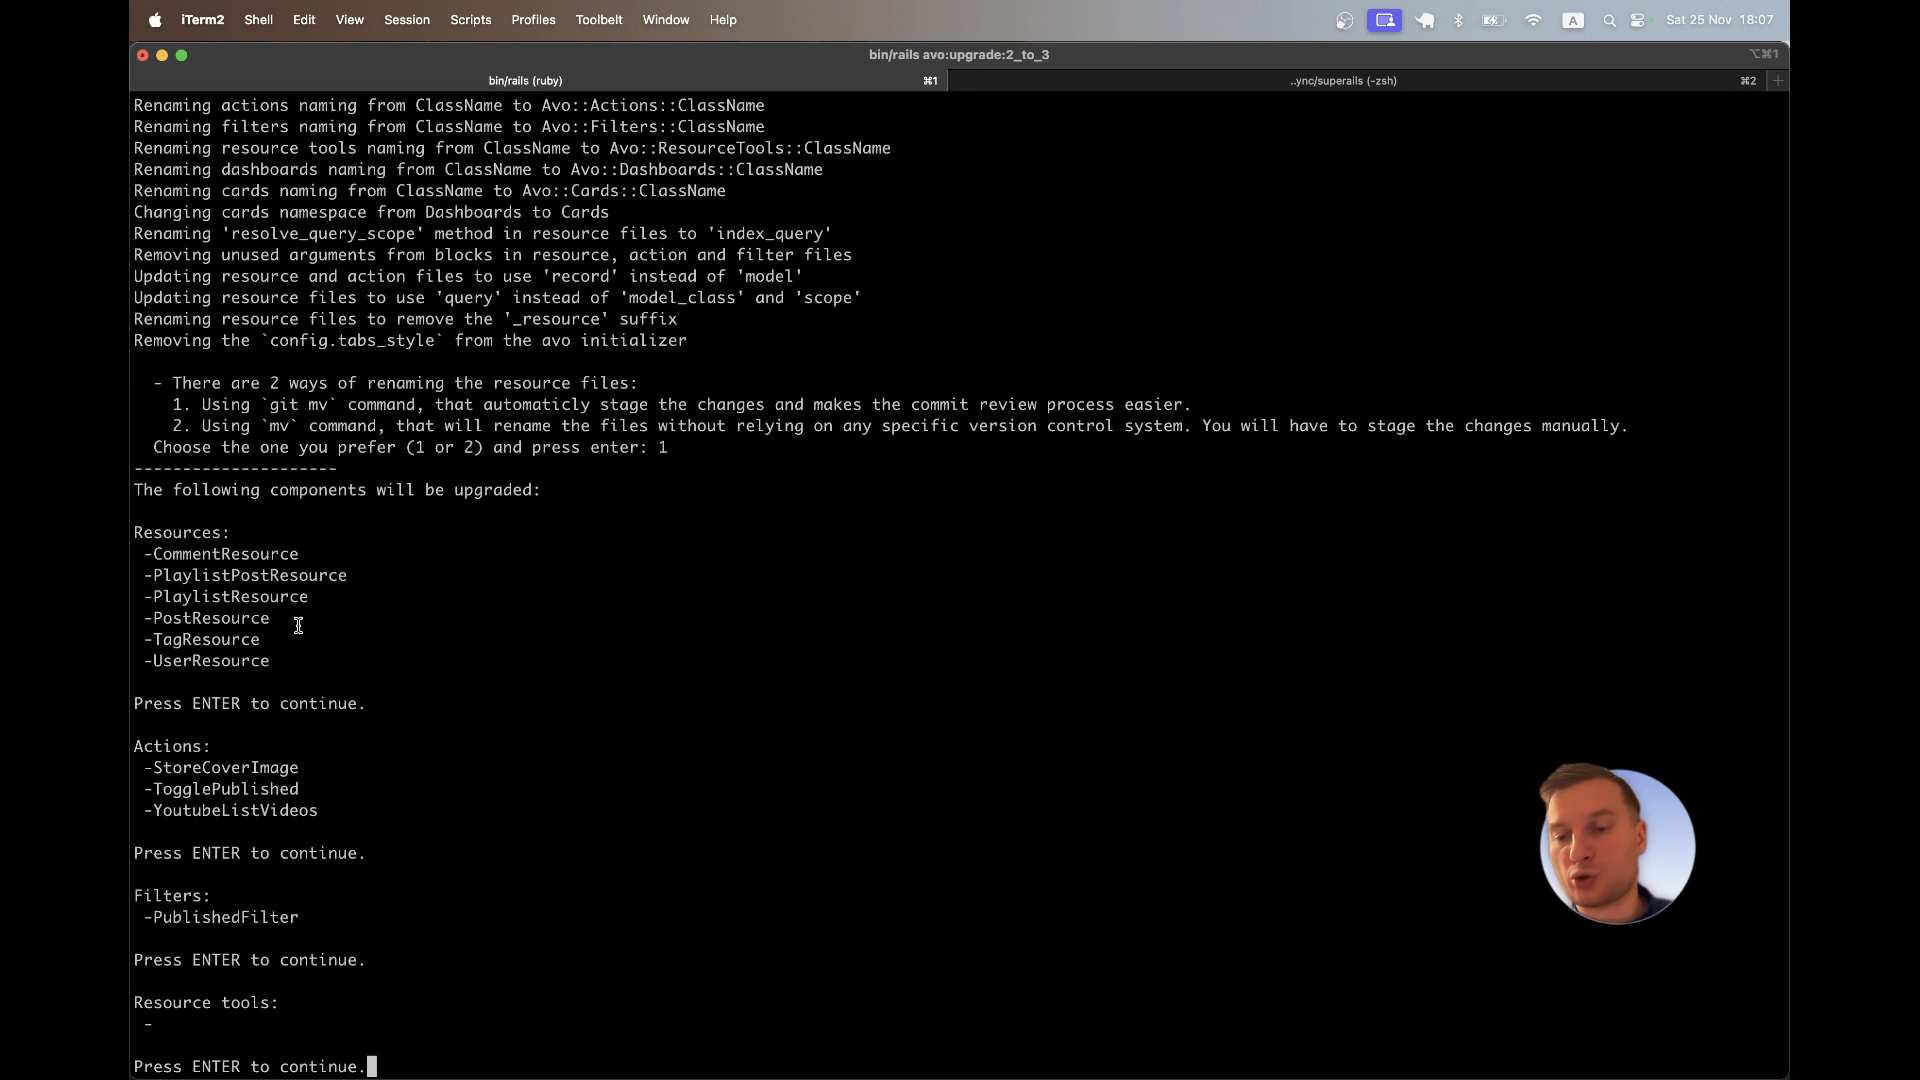 iTerm2 Shell Edit View Session Scripts Profiles Toolbelt Window Help A Sat 25 Nov 18:07
bin/rails avo:upgrade:2_to_3 ⌥⌘1
bin/rails (ruby) ⌘1 ..ync/superails (-zsh) ⌘2 +
Renaming actions naming from ClassName to Avo::Actions::ClassName
Renaming filters naming from ClassName to Avo::Filters::ClassName
Renaming resource tools naming from ClassName to Avo::ResourceTools::ClassName
Renaming dashboards naming from ClassName to Avo::Dashboards::ClassName
Renaming cards naming from ClassName to Avo::Cards::ClassName
Changing cards namespace from Dashboards to Cards
Renaming 'resolve_query_scope' method in resource files to 'index_query'
Removing unused arguments from blocks in resource, action and filter files
Updating resource and action files to use 'record' instead of 'model'
Updating resource files to use 'query' instead of 'model_class' and 'scope'
Renaming resource files to remove the '_resource' suffix
Removing the `config.tabs_style` from the avo initializer
- There are 2 ways of renaming the resource files:
1. Using `git mv` command, that automaticly stage the changes and makes the commit review process easier.
2. Using `mv` command, that will rename the files without relying on any specific version control system. You will have to stage the changes manually.
Choose the one you prefer (1 or 2) and press enter: 1
---------------------
The following components will be upgraded:
Resources:
-CommentResource
-PlaylistPostResource
-PlaylistResource
-PostResource
-TagResource
-UserResource
Press ENTER to continue.
Actions:
-StoreCoverImage
-TogglePublished
-YoutubeListVideos
Press ENTER to continue.
Filters:
-PublishedFilter
Press ENTER to continue.
Resource tools:
-
Press ENTER to continue.